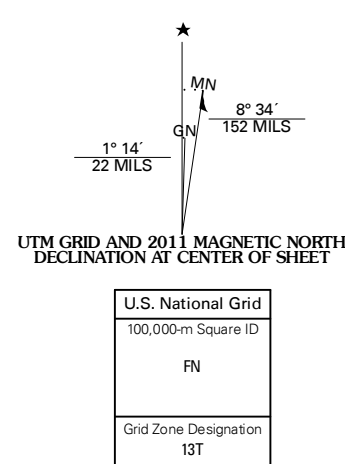 ★
MN
8° 34´
152 MILS
GN
1° 14´
22 MILS
UTM GRID AND 2011 MAGNETIC NORTH
DECLINATION AT CENTER OF SHEET
U.S. National Grid
100,000-m Square ID
FN
Grid Zone Designation
13T